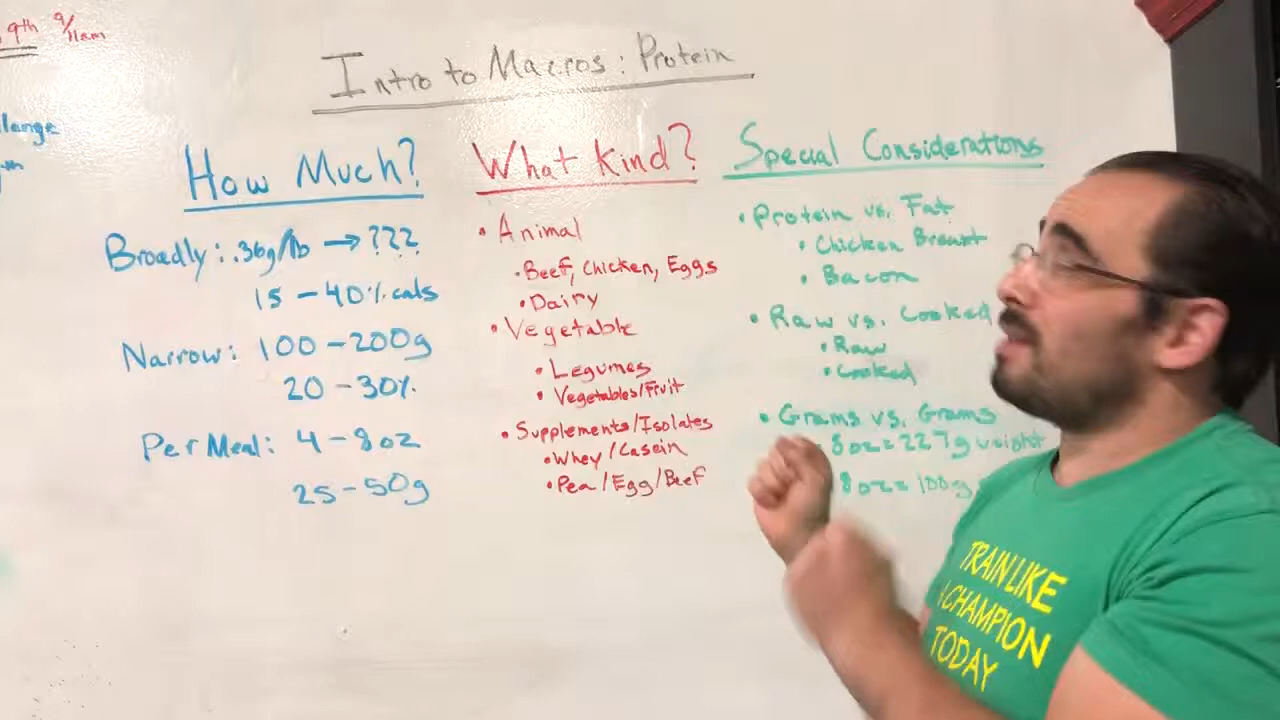 9th 9/11am
Intro to Macros: Protein
How Much?
Broadly: .36g/lb → ???
15 – 40% cals
Narrow: 100 – 200g
20 – 30%
Per Meal: 4 – 8oz
25 – 50g
What Kind?
• Animal
• Beef, Chicken, Eggs
• Dairy
• Vegetable
• Legumes
• Vegetables/Fruit
• Supplements/Isolates
• Whey/Casein
• Pea/Egg/Beef
Special Considerations
• Protein vs. Fat
• Chicken Breast
• Bacon
• Raw vs. Cooked
• Raw
• Cooked
• Grams vs. Grams
8oz = 227g weight
8oz = 100g
TRAIN LIKE
A CHAMPION
TODAY